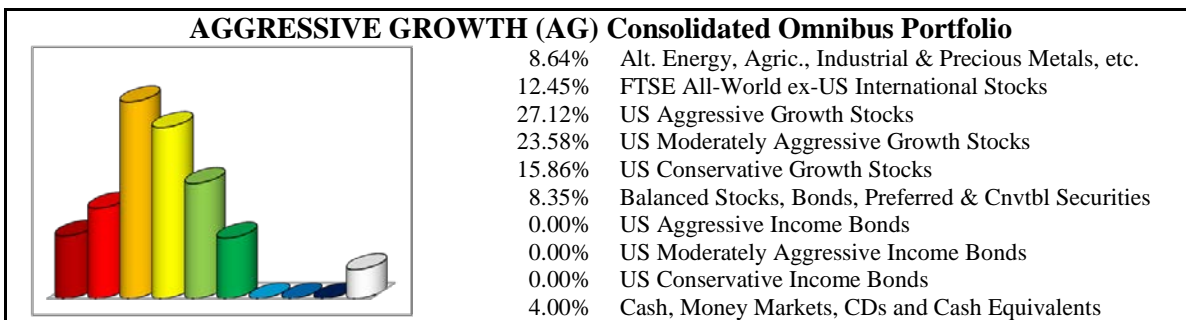 AGGRESSIVE GROWTH (AG) Consolidated Omnibus Portfolio
8.64% Alt. Energy, Agric., Industrial & Precious Metals, etc.
12.45% FTSE All-World ex-US International Stocks
27.12% US Aggressive Growth Stocks
23.58% US Moderately Aggressive Growth Stocks
15.86% US Conservative Growth Stocks
8.35% Balanced Stocks, Bonds, Preferred & Cnvtbl Securities
0.00% US Aggressive Income Bonds
0.00% US Moderately Aggressive Income Bonds
0.00% US Conservative Income Bonds
4.00% Cash, Money Markets, CDs and Cash Equivalents